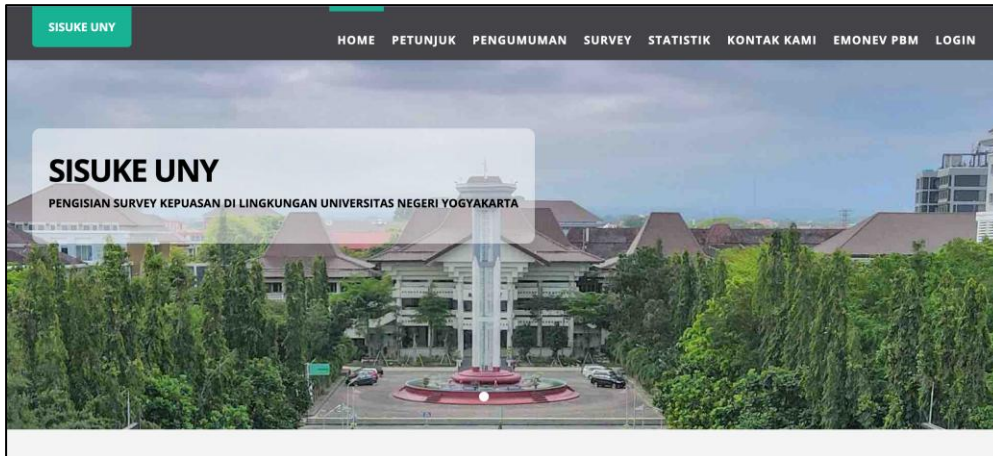 SISUKE UNY
HOME PETUNJUK PENGUMUMAN SURVEY STATISTIK KONTAK KAMI EMONEV PBM LOGIN
SISUKE UNY
PENGISIAN SURVEY KEPUASAN DI LINGKUNGAN UNIVERSITAS NEGERI YOGYAKARTA